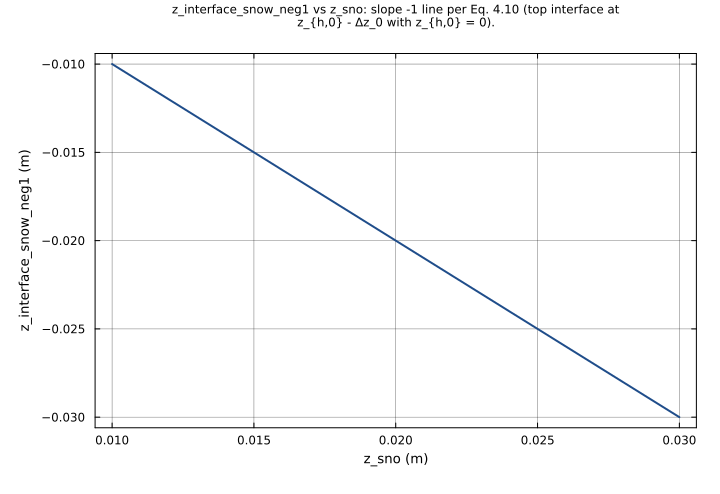 z_interface_snow_neg1 vs z_sno: slope -1 line per Eq. 4.10 (top interface at
z_{h,0} - Δz_0 with z_{h,0} = 0).
z_interface_snow_neg1 (m)
−0.010
−0.015
−0.020
−0.025
−0.030
0.010 0.015 0.020 0.025 0.030
z_sno (m)